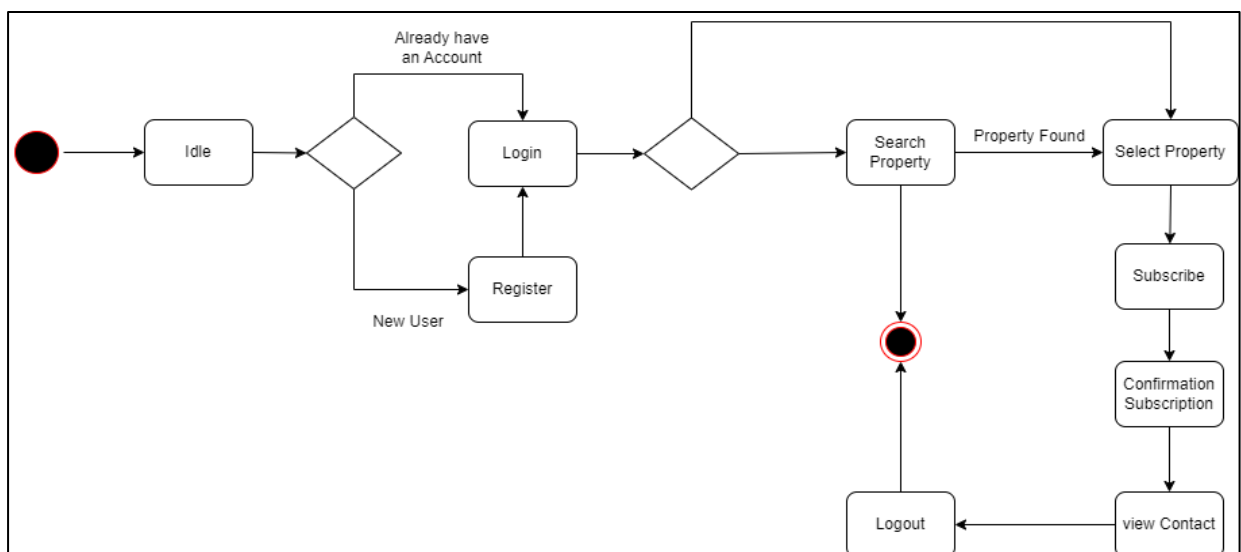 Already have
an Account
Idle
Login
Search
Property
Property Found
Select Property
Register
New User
Subscribe
Confirmation
Subscription
Logout
view Contact